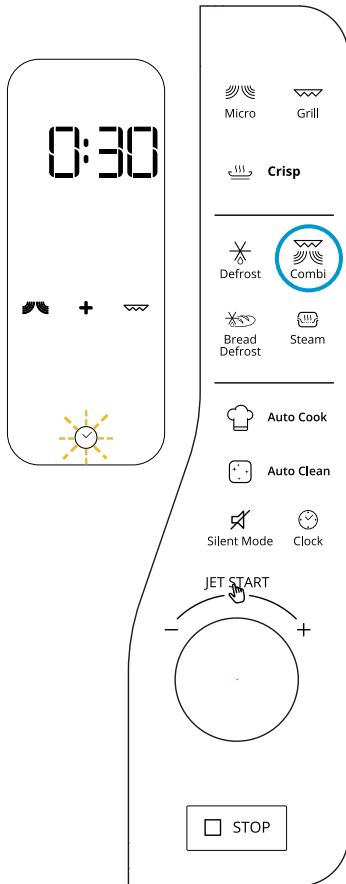 0:30
+
Micro Grill
Crisp
Defrost Combi
Bread Steam
Defrost
Auto Cook
Auto Clean
Silent Mode Clock
JET START
− +
STOP